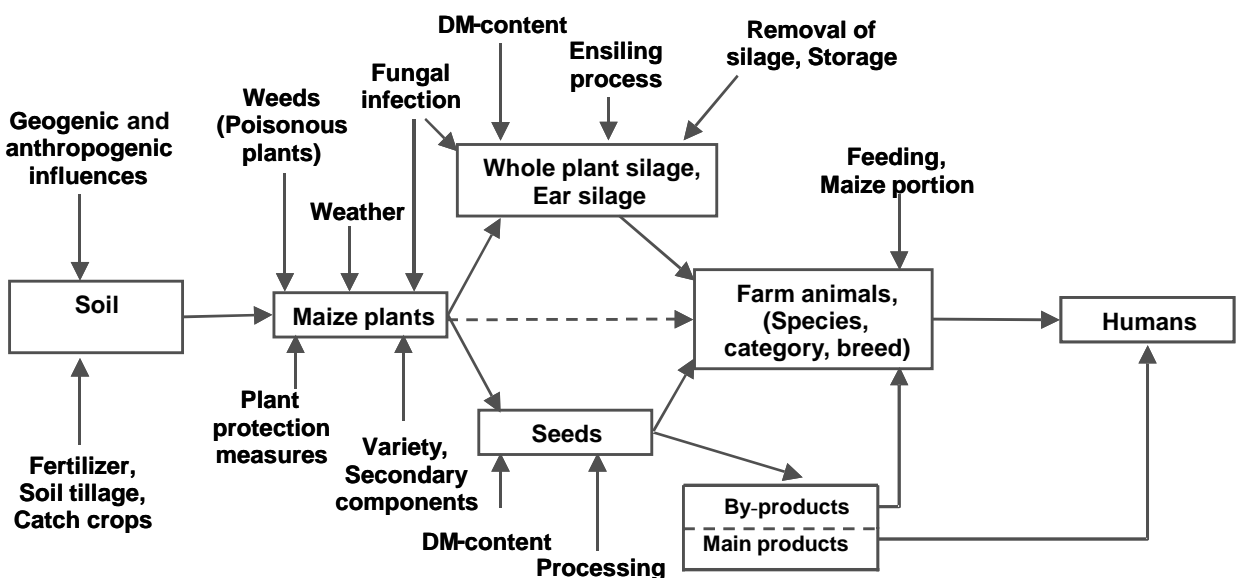 DM-content
Removal of
silage, Storage
Ensiling
process
Fungal
infection
Weeds
(Poisonous
plants)
Geogenic and
anthropogenic
influences
Whole plant silage,
Ear silage
Feeding,
Maize portion
Weather
Soil
Maize plants
Farm animals,
(Species,
category, breed)
Humans
Plant
protection
measures
Variety,
Secondary
components
Seeds
Fertilizer,
Soil tillage,
Catch crops
DM-content
Processing
By-products
Main products